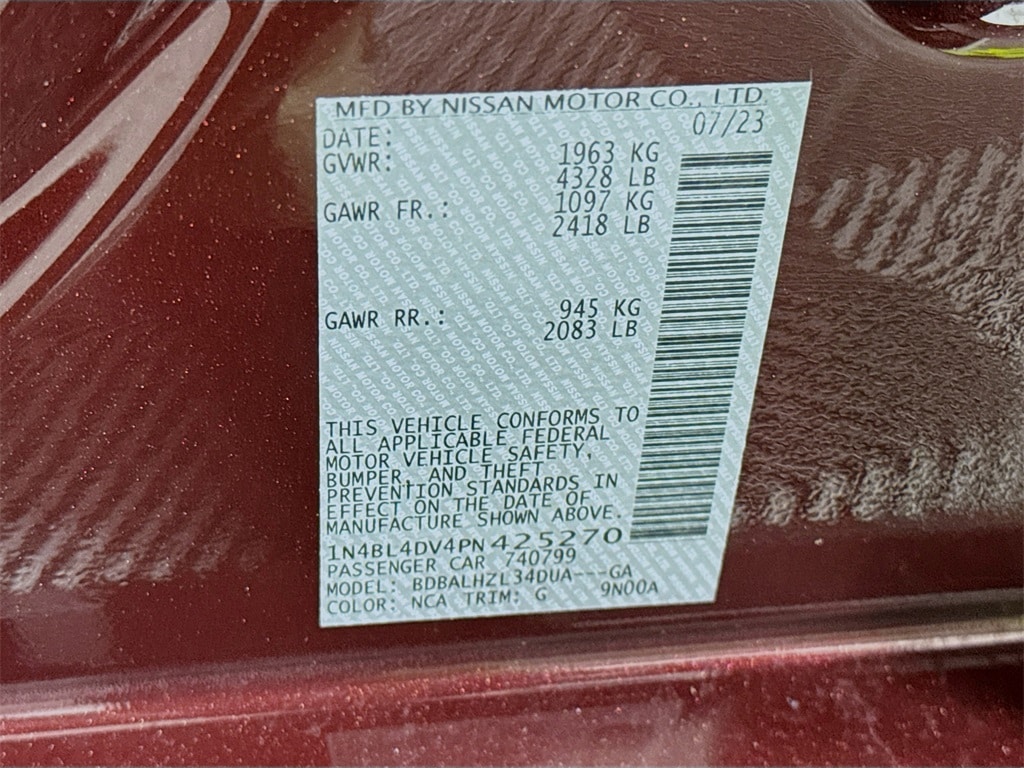 MFD BY NISSAN MOTOR CO., LTD.
DATE: 07/23
GVWR: 1963 KG
4328 LB
GAWR FR.: 1097 KG
2418 LB
GAWR RR.: 945 KG
2083 LB
THIS VEHICLE CONFORMS TO
ALL APPLICABLE FEDERAL
MOTOR VEHICLE SAFETY,
BUMPER, AND THEFT
PREVENTION STANDARDS IN
EFFECT ON THE DATE OF
MANUFACTURE SHOWN ABOVE.
1N4BL4DV4PN425270
PASSENGER CAR 740799
MODEL: BDBALHZL34DUA---GA
COLOR: NCA TRIM: G 9N00A